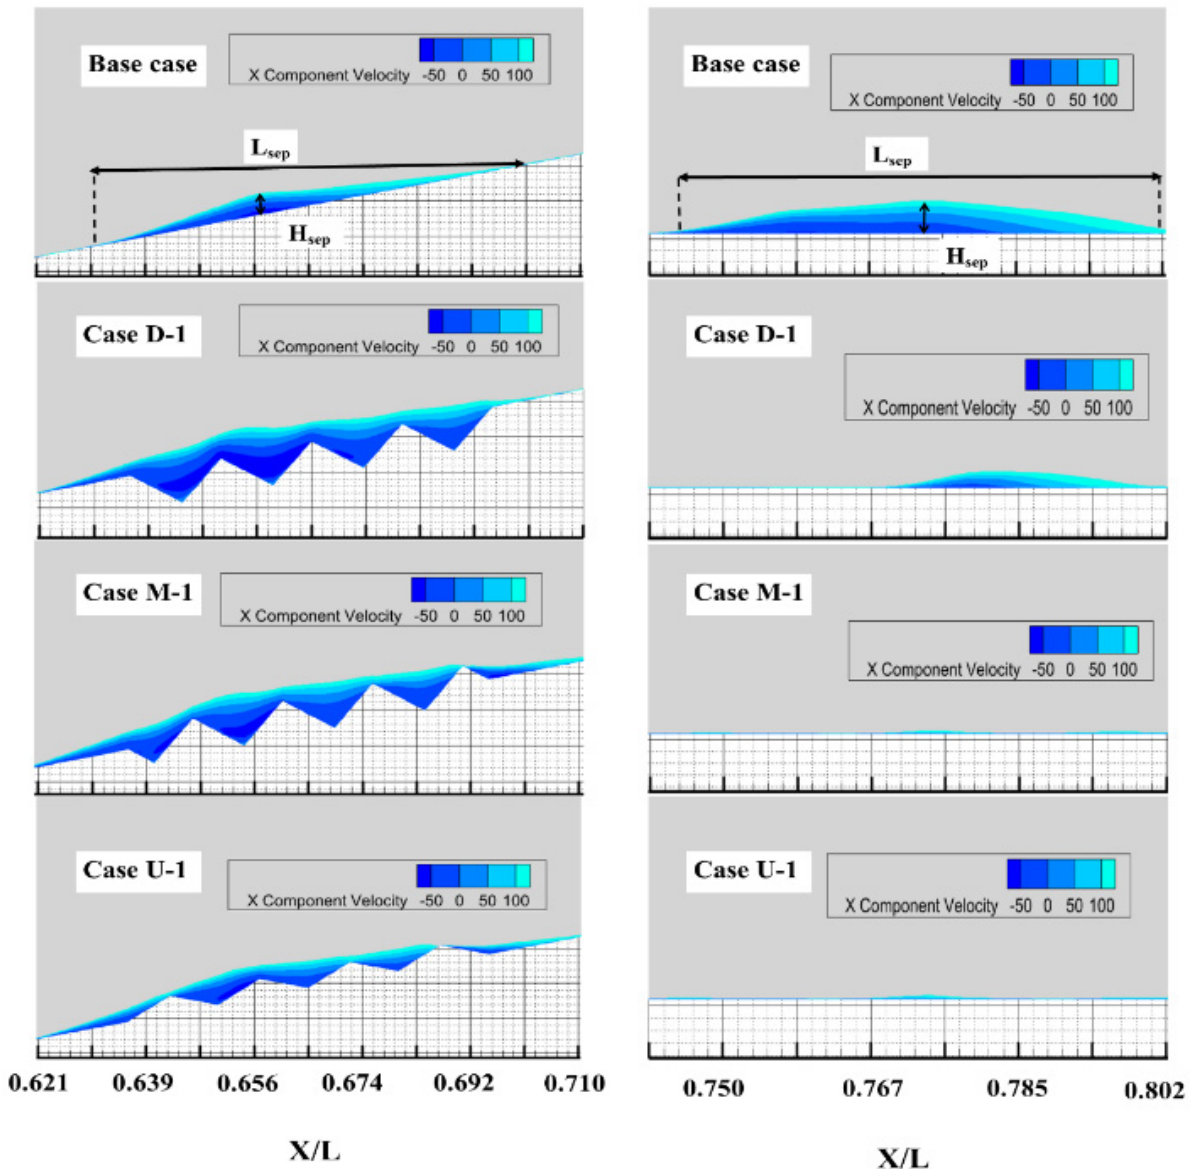 Base case
X Component Velocity -50 0 50 100
Lsep
Hsep
Case D-1
X Component Velocity -50 0 50 100
Case M-1
X Component Velocity -50 0 50 100
Case U-1
X Component Velocity -50 0 50 100
0.621 0.639 0.656 0.674 0.692 0.710
X/L
Base case
X Component Velocity -50 0 50 100
Lsep
Hsep
Case D-1
X Component Velocity -50 0 50 100
Case M-1
X Component Velocity -50 0 50 100
Case U-1
X Component Velocity -50 0 50 100
0.750 0.767 0.785 0.802
X/L